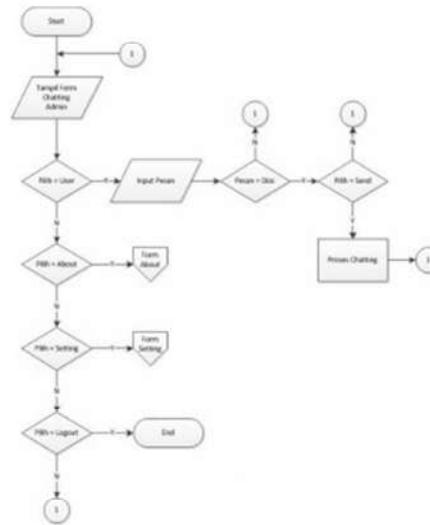 Start
1
Tampil Form
Chatting
Admin
1
1
Pilih = User
Y
Input Pesan
N
Pesan = Diisi
Y
N
Pilih = Send
Y
N
Proses Chatting
1
Pilih = About
Y
Form
About
N
Pilih = Setting
Y
Form
Setting
N
Pilih = Logout
Y
End
N
1